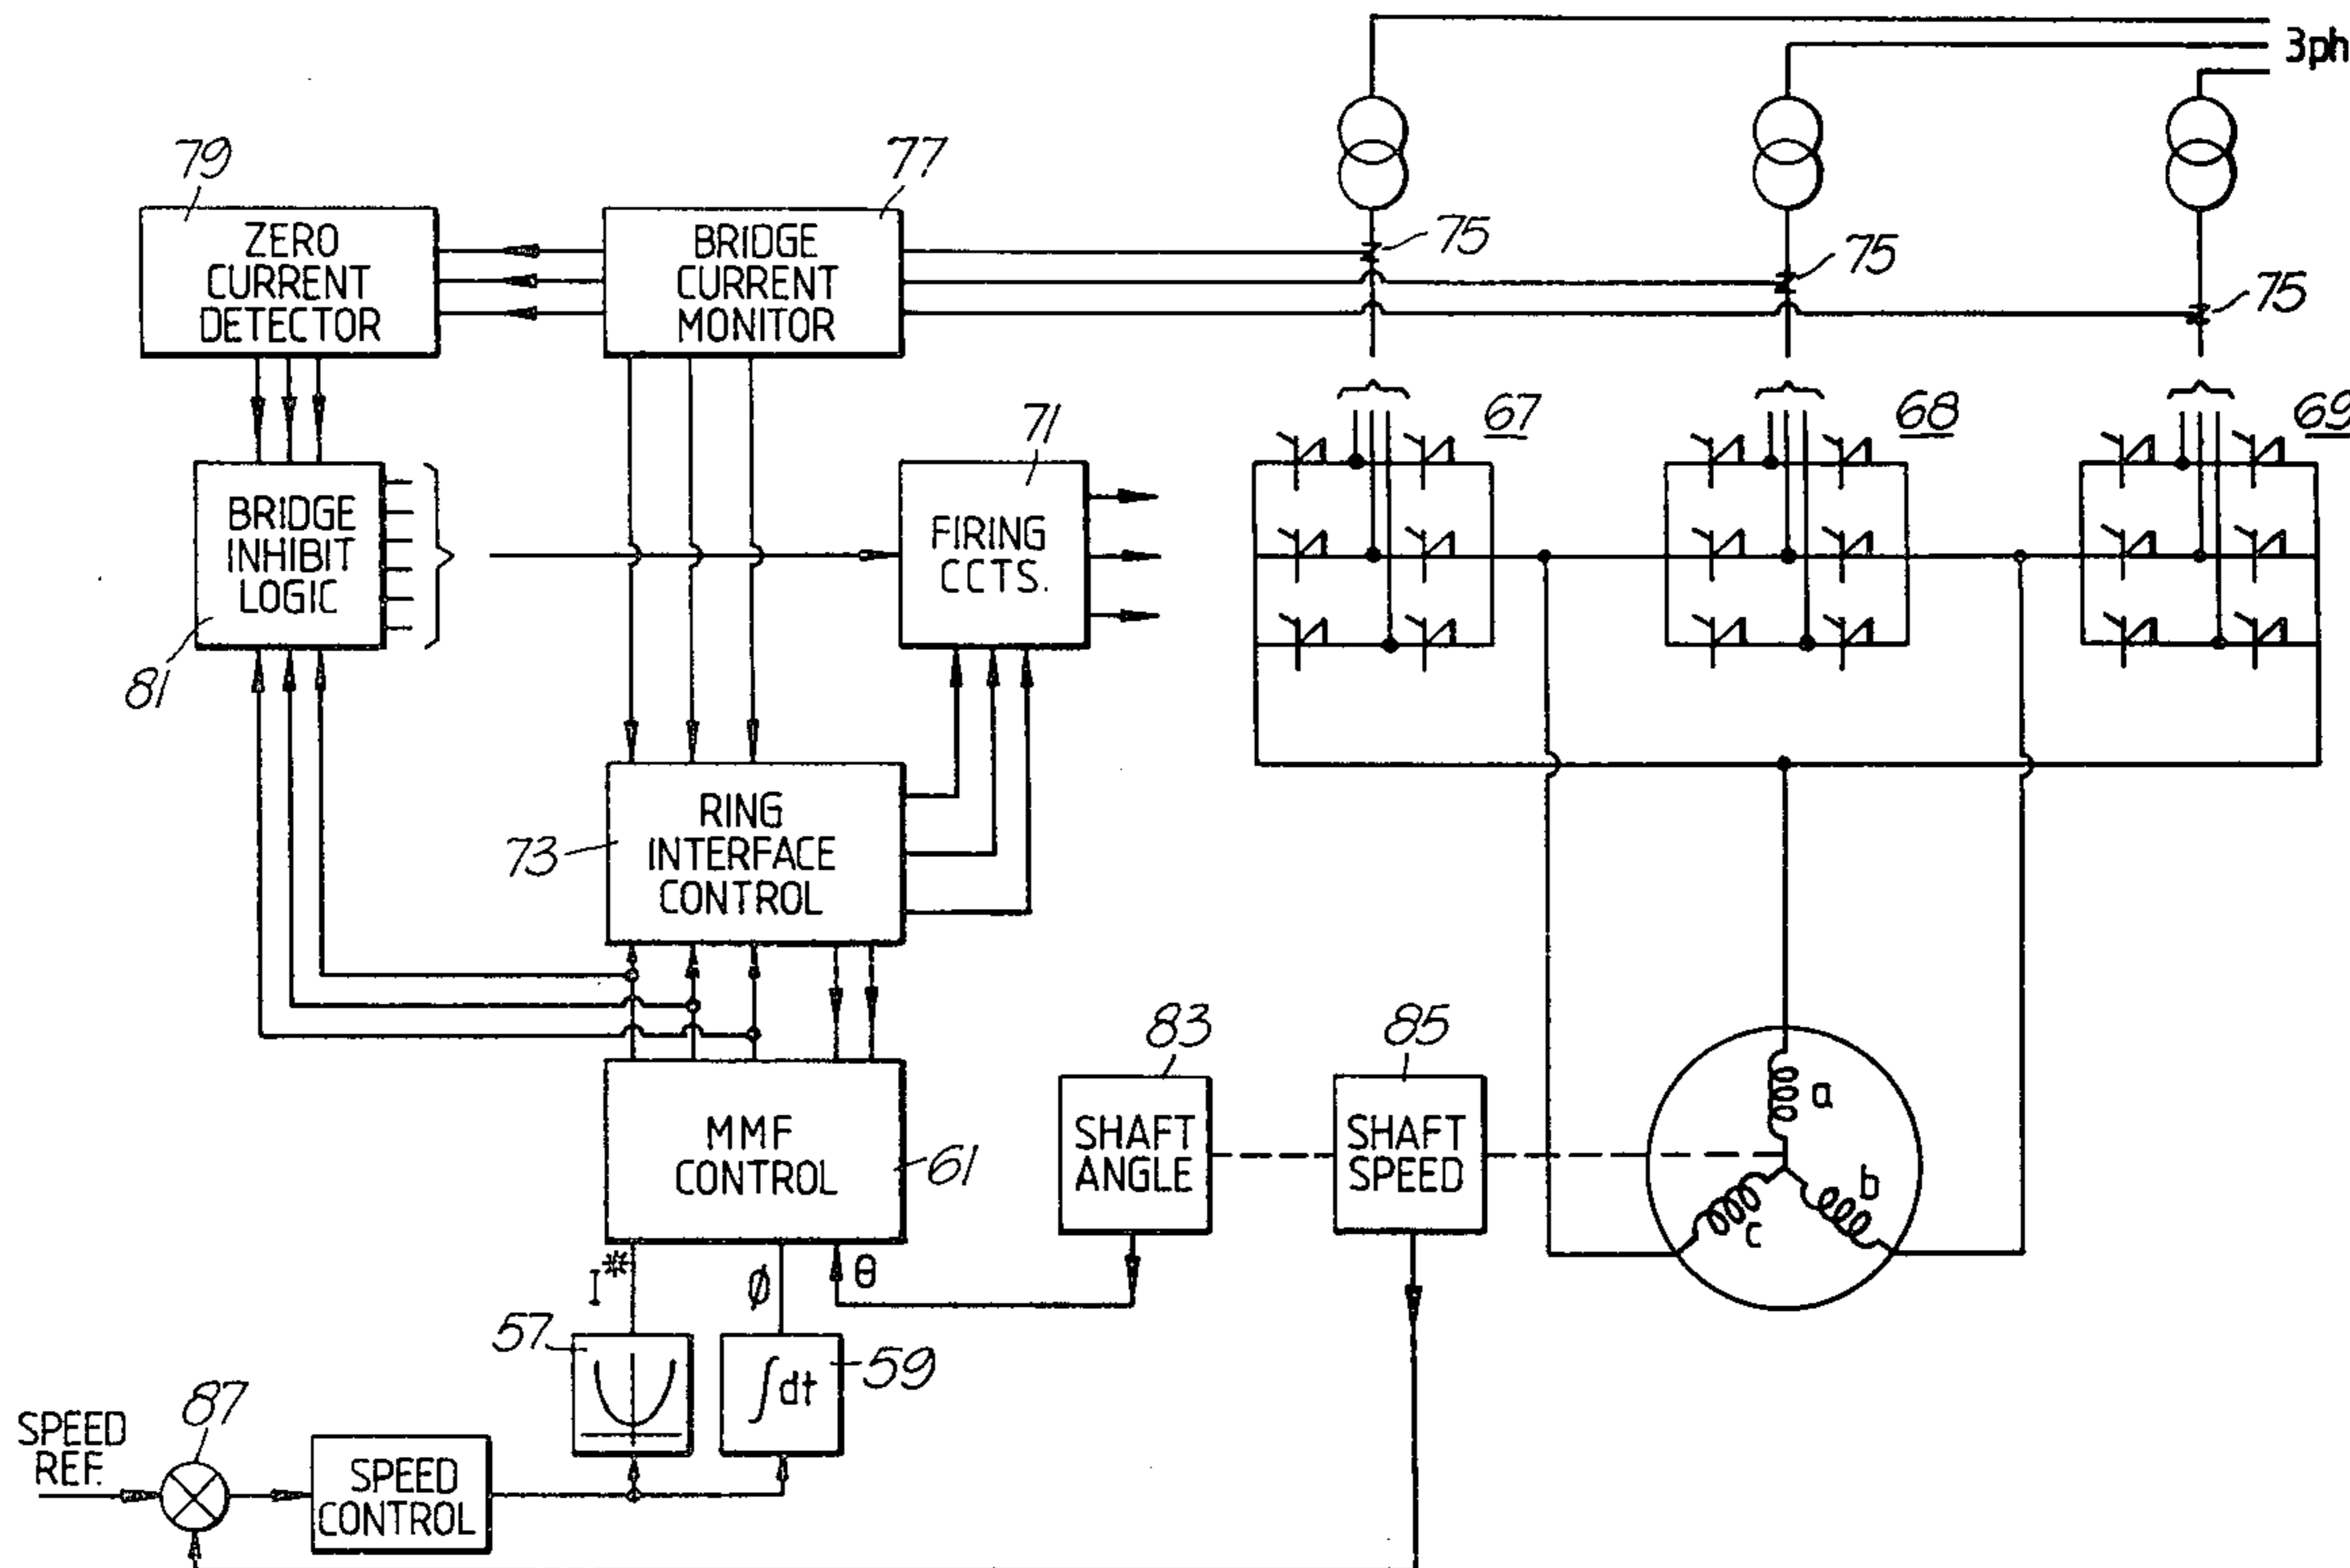 3ph
79
77
ZERO
CURRENT
DETECTOR
BRIDGE
CURRENT
MONITOR
75
75
75
67
68
69
71
BRIDGE
INHIBIT
LOGIC
FIRING
CCTS.
81
73
RING
INTERFACE
CONTROL
83
85
MMF
CONTROL
61
SHAFT
ANGLE
SHAFT
SPEED
a
b
c
I*
ϕ
θ
57
59
∫dt
87
SPEED
REF.
SPEED
CONTROL